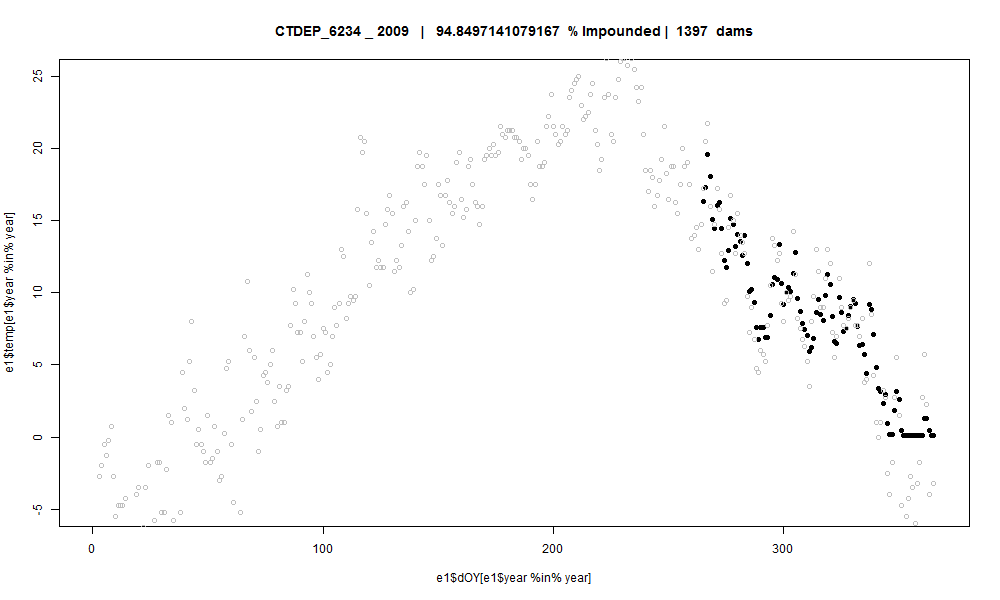 CTDEP_6234 _ 2009 | 94.8497141079167 % Impounded | 1397 dams
25
20
15
10
5
0
-5
e1$temp[e1$year %in% year]
0 100 200 300
e1$dOY[e1$year %in% year]